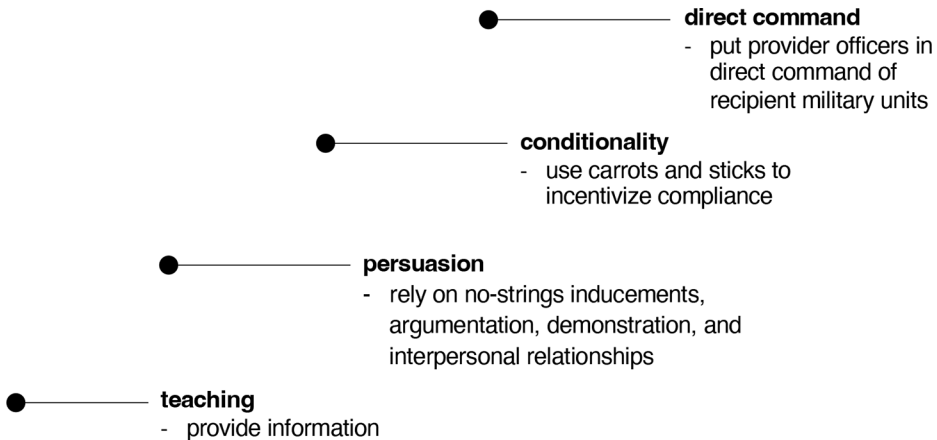 direct command
- put provider officers in
direct command of
recipient military units
conditionality
- use carrots and sticks to
incentivize compliance
persuasion
- rely on no-strings inducements,
argumentation, demonstration, and
interpersonal relationships
teaching
- provide information